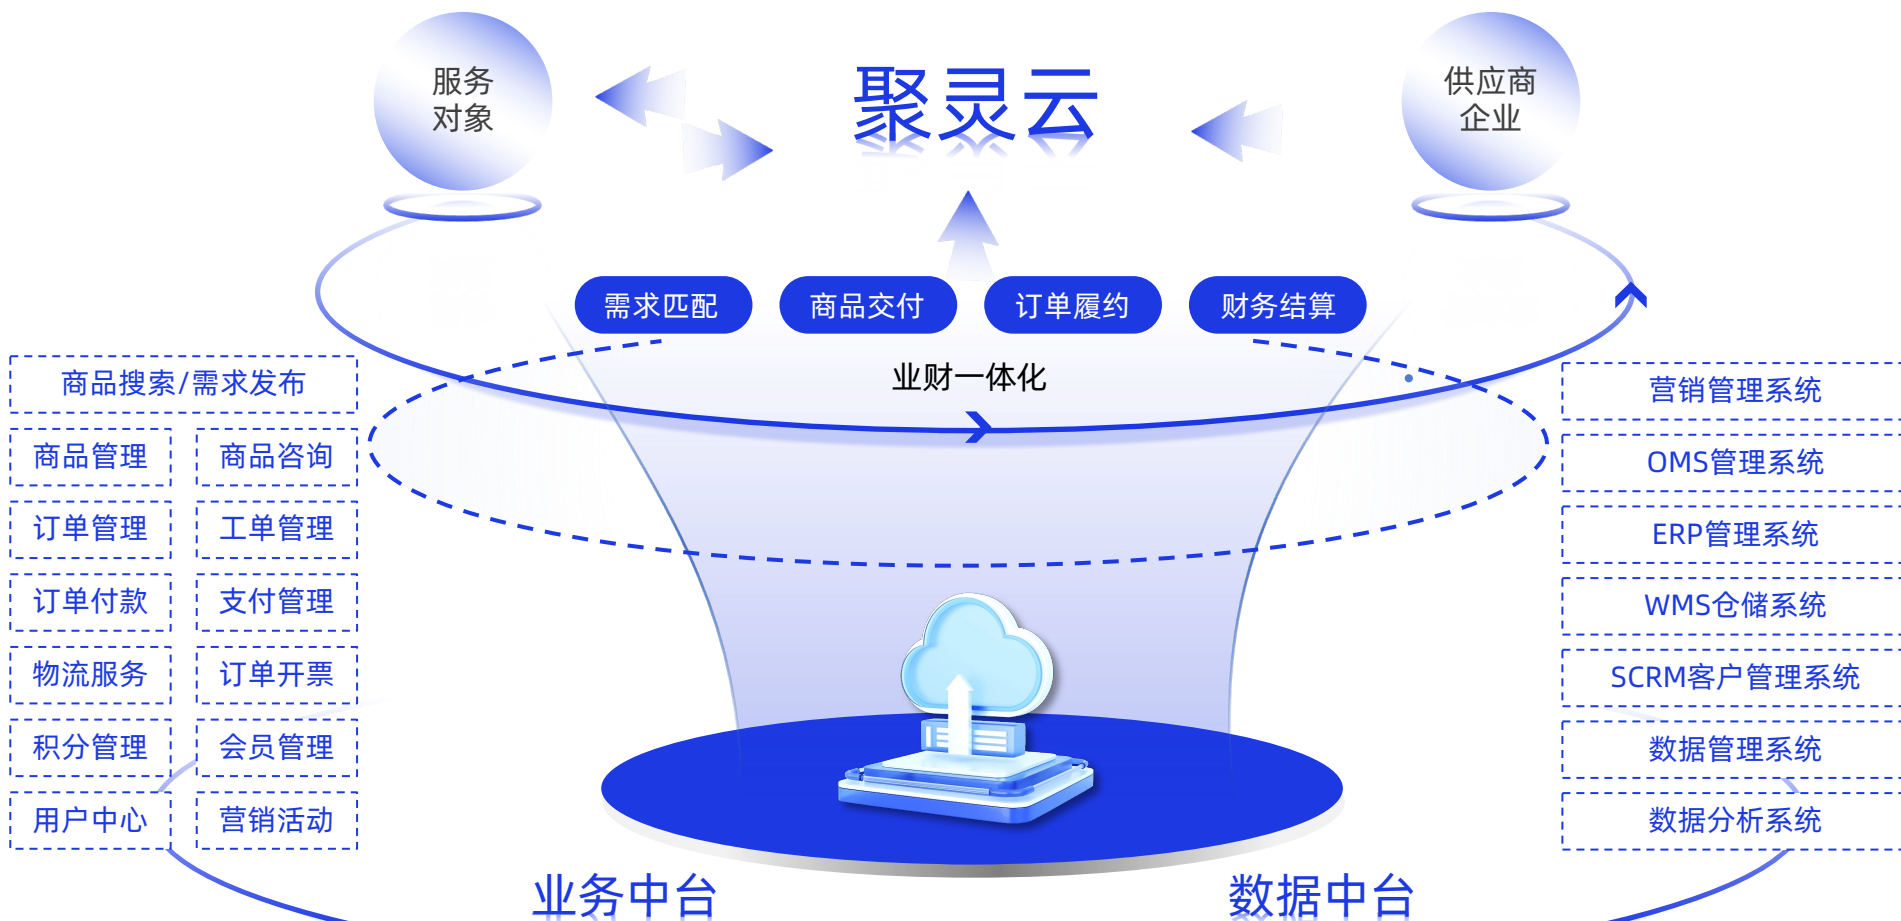 服务
对象
聚灵云
供应商
企业
需求匹配
商品交付
订单履约
财务结算
业财一体化
商品搜索/需求发布
商品管理
商品咨询
订单管理
工单管理
订单付款
支付管理
物流服务
订单开票
积分管理
会员管理
用户中心
营销活动
营销管理系统
OMS管理系统
ERP管理系统
WMS仓储系统
SCRM客户管理系统
数据管理系统
数据分析系统
业务中台
数据中台